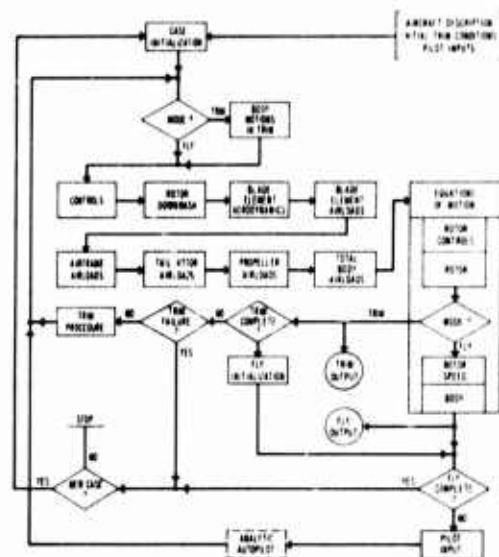 CASE
INITIALIZATION
AIRCRAFT DESCRIPTION
INITIAL TRIM CONDITIONS
PILOT INPUTS
MODE ?
TRIM
BODY
MOTIONS
IN TRIM
FLY
CONTROLS
ROTOR
DOWNWASH
BLADE
ELEMENT
AERODYNAMICS
BLADE
ELEMENT
AIRLOADS
EQUATIONS
OF MOTION
ROTOR
CONTROLS
ROTOR
AIRFRAME
AIRLOADS
TAIL ROTOR
AIRLOADS
PROPELLER
AIRLOADS
TOTAL
BODY
AIRLOADS
TRIM
PROCEDURE
NO
TRIM
FAILURE
?
NO
TRIM
COMPLETE
?
TRIM
MODE ?
YES
FLY
INITIALIZATION
TRIM
OUTPUT
FLY
ROTOR
SPEED
BODY
STOP
FLY
OUTPUT
NO
YES
NEW CASE
?
YES
FLY
COMPLETE
?
NO
ANALYTIC
AUTOPILOT
PILOT
INPUT